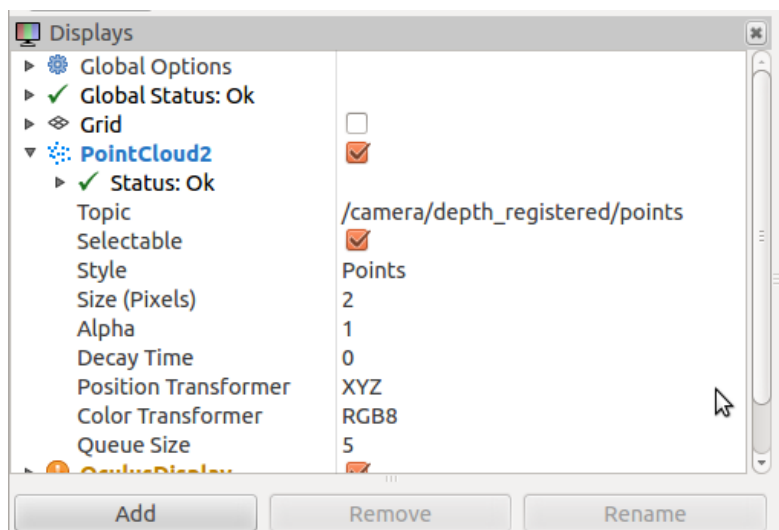 Displays
Global Options
Global Status: Ok
Grid
PointCloud2
Status: Ok
Topic /camera/depth_registered/points
Selectable
Style Points
Size (Pixels) 2
Alpha 1
Decay Time 0
Position Transformer XYZ
Color Transformer RGB8
Queue Size 5
OculusDisplay
Add Remove Rename